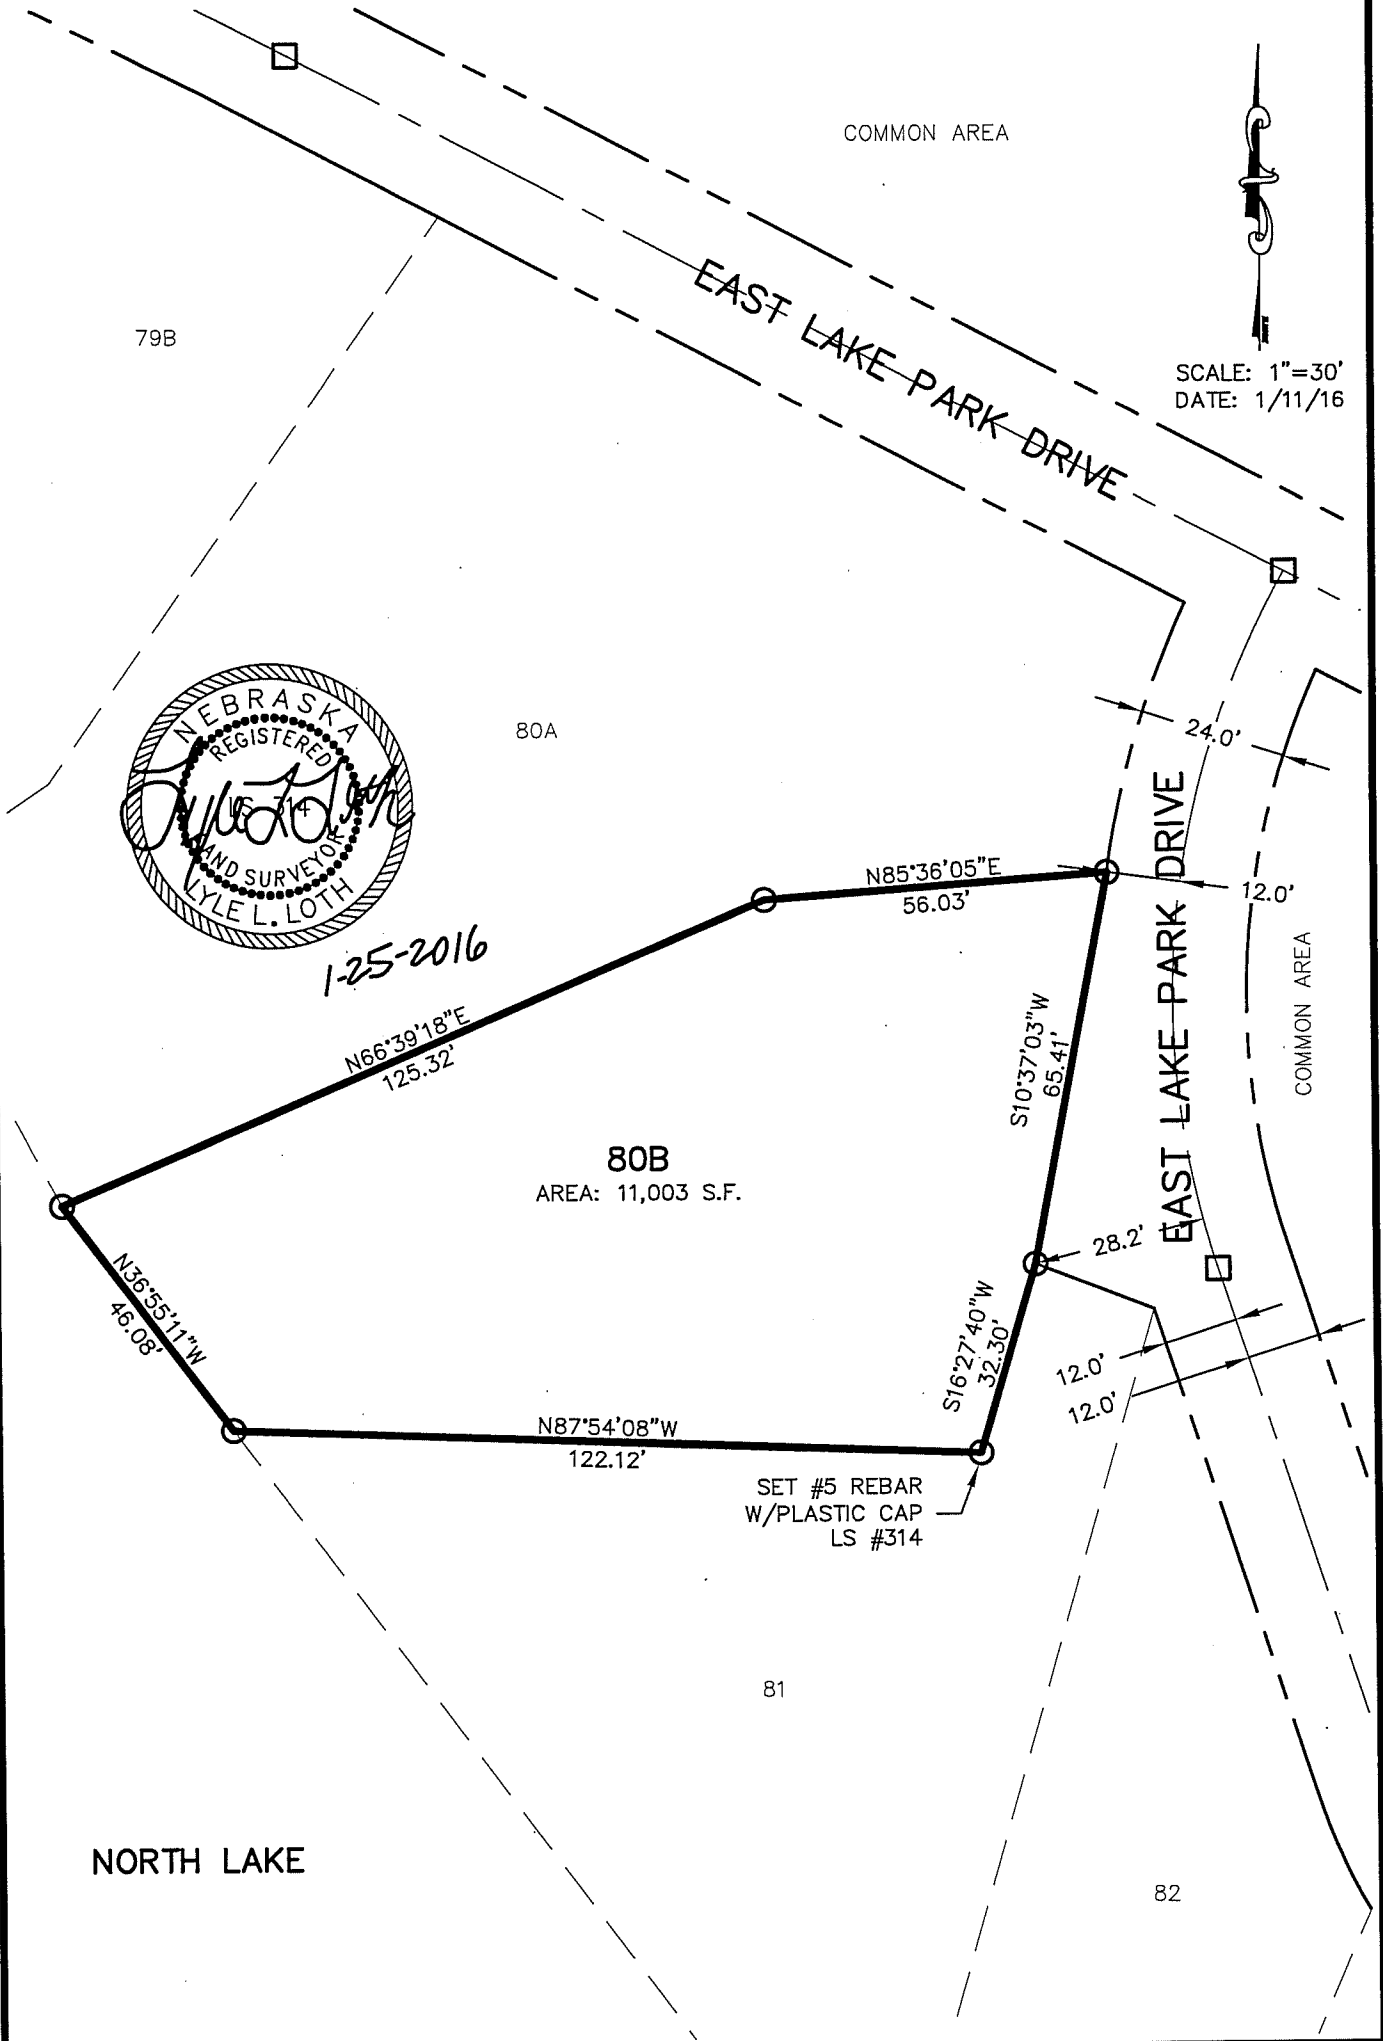 COMMON AREA
SCALE: 1"=30'
DATE: 1/11/16
EAST LAKE PARK DRIVE
79B
80A
NEBRASKA
REGISTERED
LS 314
LAND SURVEYOR
LYLE L. LOTH
1-25-2016
24.0'
EAST LAKE PARK DRIVE
12.0'
COMMON AREA
N85°36'05"E
56.03'
N66°39'18"E
125.32'
S10°37'03"W
65.41'
80B
AREA: 11,003 S.F.
28.2'
N36°55'11"W
46.08'
S16°27'40"W
32.30'
12.0'
12.0'
N87°54'08"W
122.12'
SET #5 REBAR
W/PLASTIC CAP
LS #314
81
NORTH LAKE
82